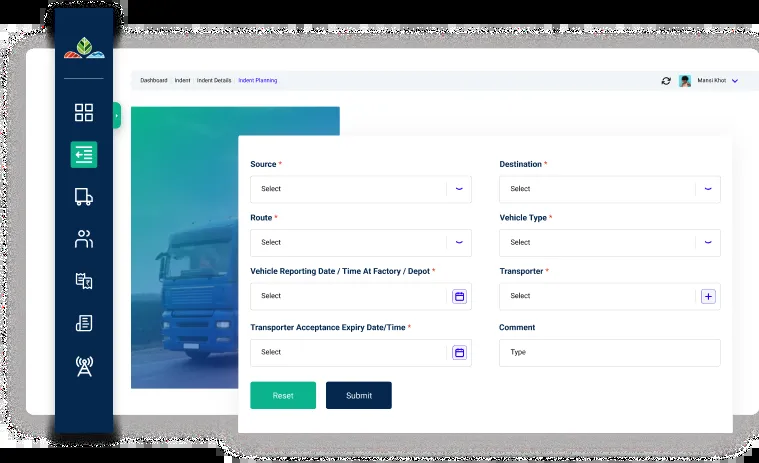 Dashboard Indent Indent Details Indent Planning Mansi Khot
Source * Destination *
Select Select
Route * Vehicle Type *
Select Select
Vehicle Reporting Date / Time At Factory / Depot * Transporter *
Select Select
Transporter Acceptance Expiry Date/Time * Comment
Select Type
Reset Submit